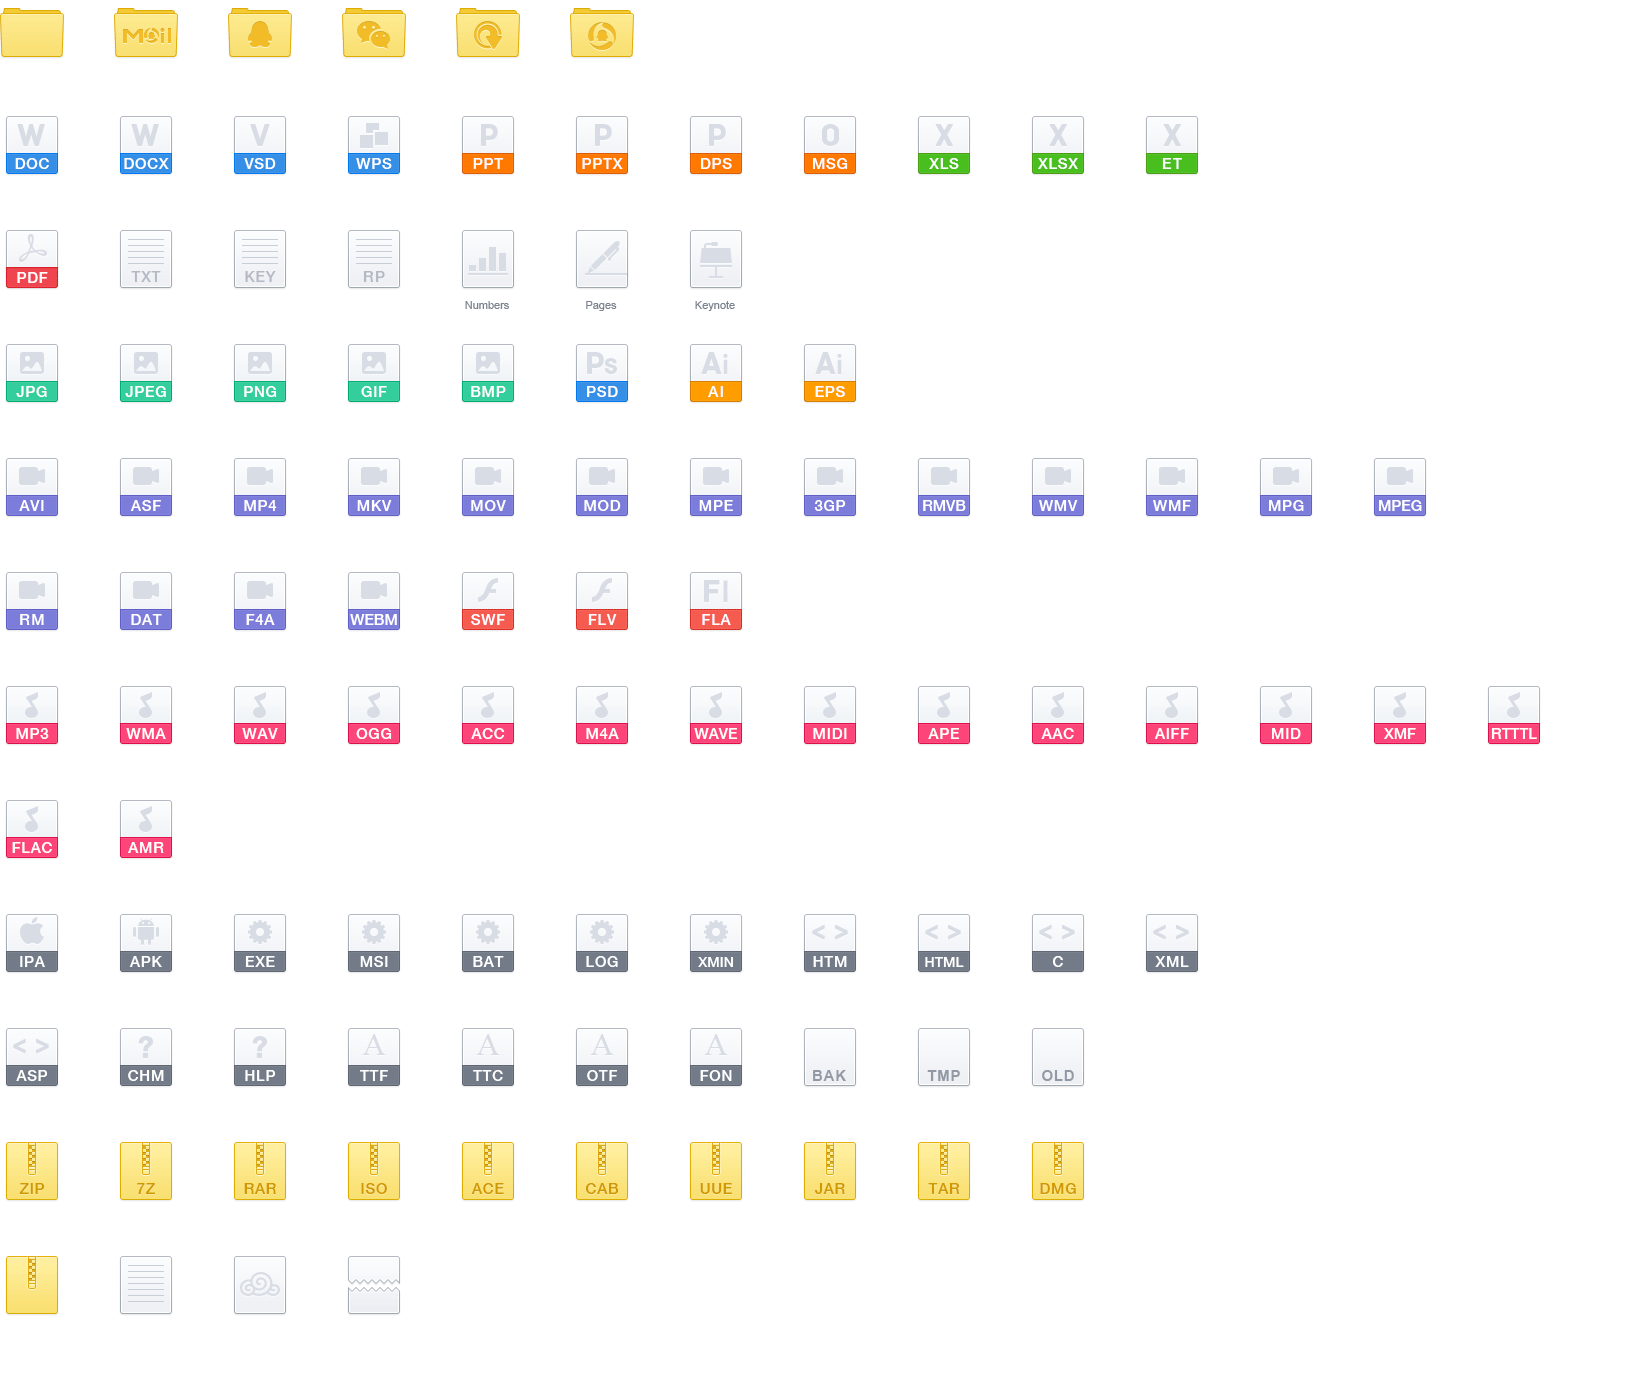 Mail
W W V P P P O X X X
DOC DOCX VSD WPS PPT PPTX DPS MSG XLS XLSX ET
PDF TXT KEY RP
Numbers Pages Keynote
Ps Ai Ai
JPG JPEG PNG GIF BMP PSD AI EPS
AVI ASF MP4 MKV MOV MOD MPE 3GP RMVB WMV WMF MPG MPEG
Fl
RM DAT F4A WEBM SWF FLV FLA
MP3 WMA WAV OGG ACC M4A WAVE MIDI APE AAC AIFF MID XMF RTTTL
FLAC AMR
< > < > < > < >
IPA APK EXE MSI BAT LOG XMIN HTM HTML C XML
< > ? ? A A A A
ASP CHM HLP TTF TTC OTF FON BAK TMP OLD
ZIP 7Z RAR ISO ACE CAB UUE JAR TAR DMG